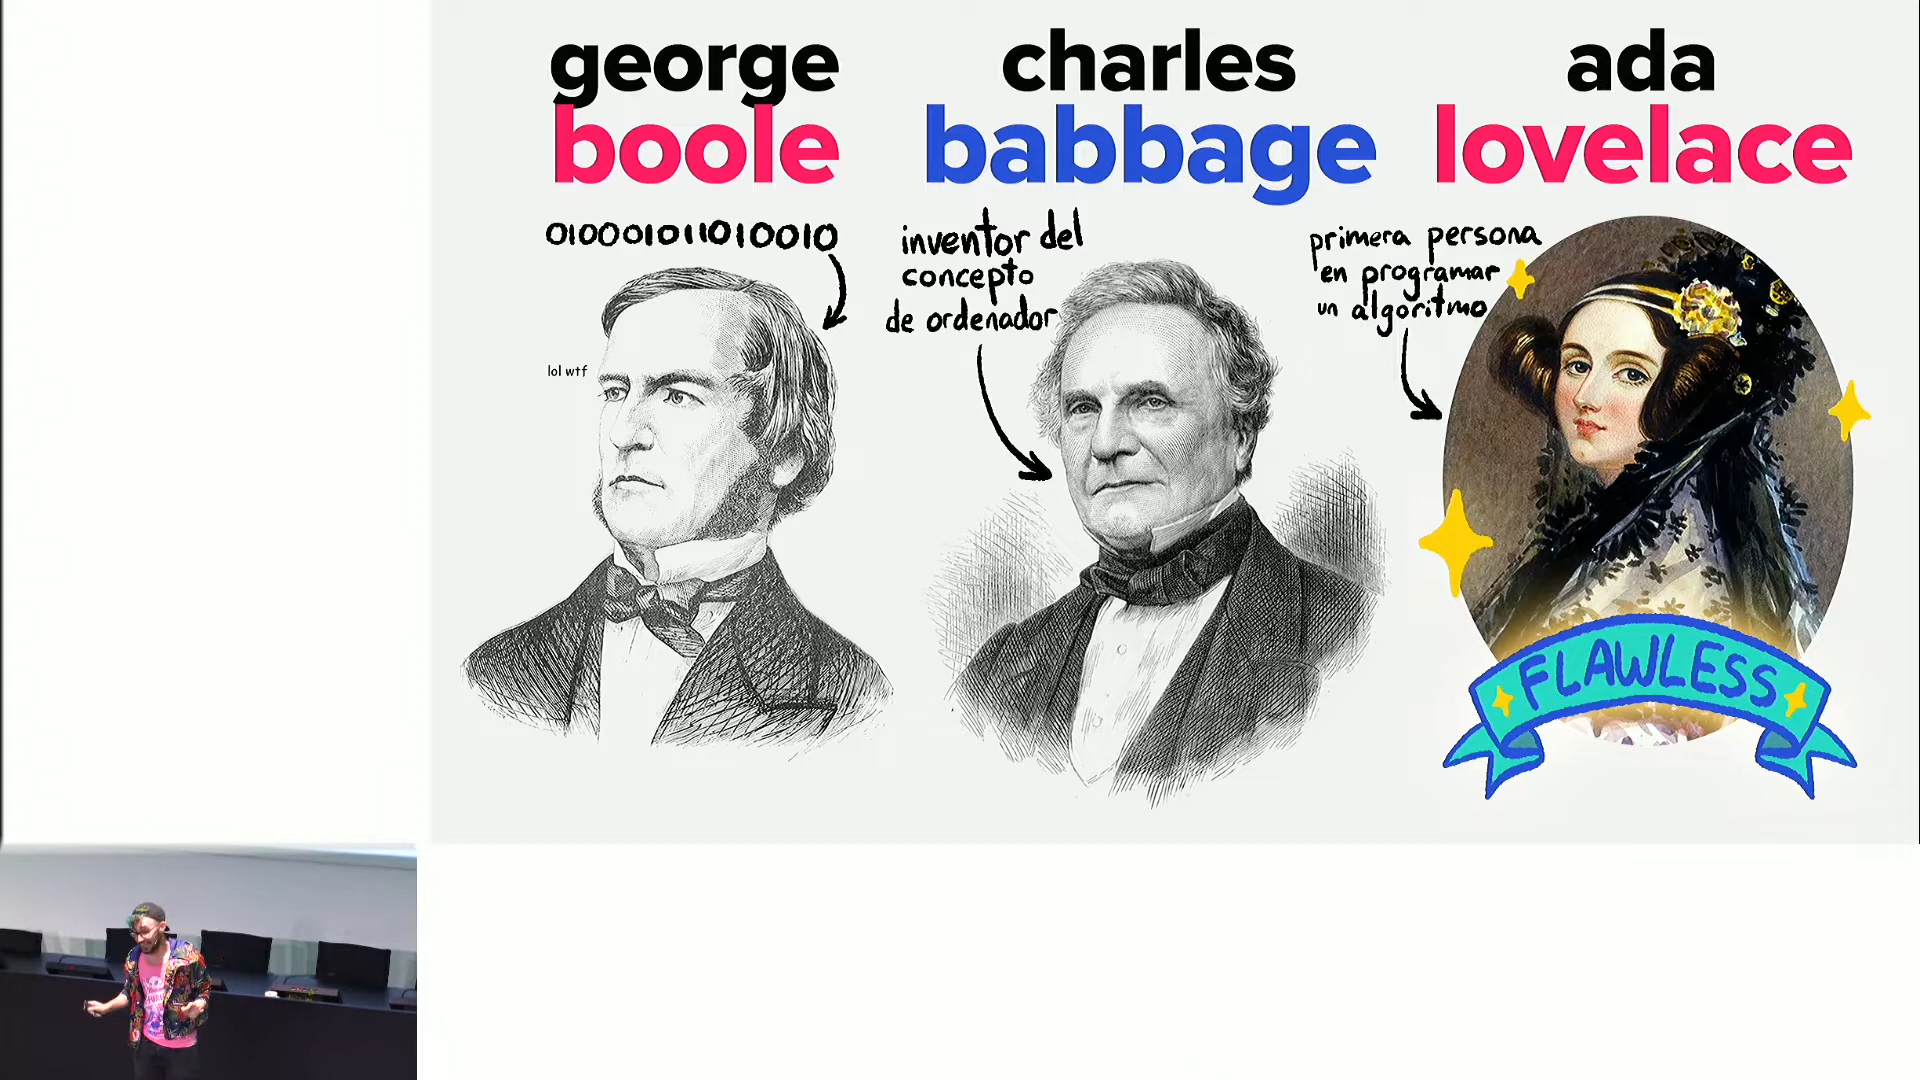 george
boole
010001011010010
lol wtf
charles
babbage
inventor del
concepto
de ordenador
ada
lovelace
primera persona
en programar
un algoritmo
FLAWLESS